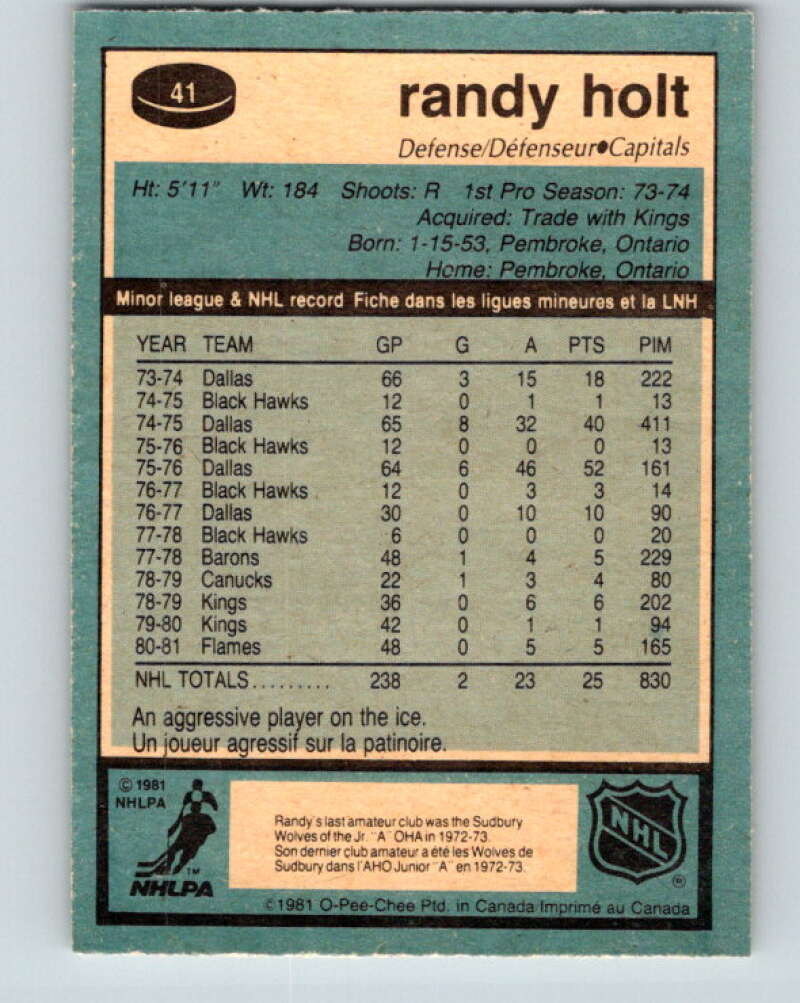 41
randy holt
Defense/Défenseur●Capitals
Ht: 5'11" Wt: 184 Shoots: R 1st Pro Season: 73-74
Acquired: Trade with Kings
Born: 1-15-53, Pembroke, Ontario
Home: Pembroke, Ontario
Minor league & NHL record Fiche dans les ligues mineures et la LNH
YEAR TEAM GP G A PTS PIM
73-74 Dallas 66 3 15 18 222
74-75 Black Hawks 12 0 1 1 13
74-75 Dallas 65 8 32 40 411
75-76 Black Hawks 12 0 0 0 13
75-76 Dallas 64 6 46 52 161
76-77 Black Hawks 12 0 3 3 14
76-77 Dallas 30 0 10 10 90
77-78 Black Hawks 6 0 0 0 20
77-78 Barons 48 1 4 5 229
78-79 Canucks 22 1 3 4 80
78-79 Kings 36 0 6 6 202
79-80 Kings 42 0 1 1 94
80-81 Flames 48 0 5 5 165
NHL TOTALS......... 238 2 23 25 830
An aggressive player on the ice.
Un joueur agressif sur la patinoire.
© 1981
NHLPA
TM
NHLPA
Randy's last amateur club was the Sudbury
Wolves of the Jr. "A" OHA in 1972-73.
Son dernier club amateur a été les Wolves de
Sudbury dans l'AHO Junior "A" en 1972-73.
NHL
®
©1981 O-Pee-Chee Ptd. in Canada Imprimé au Canada